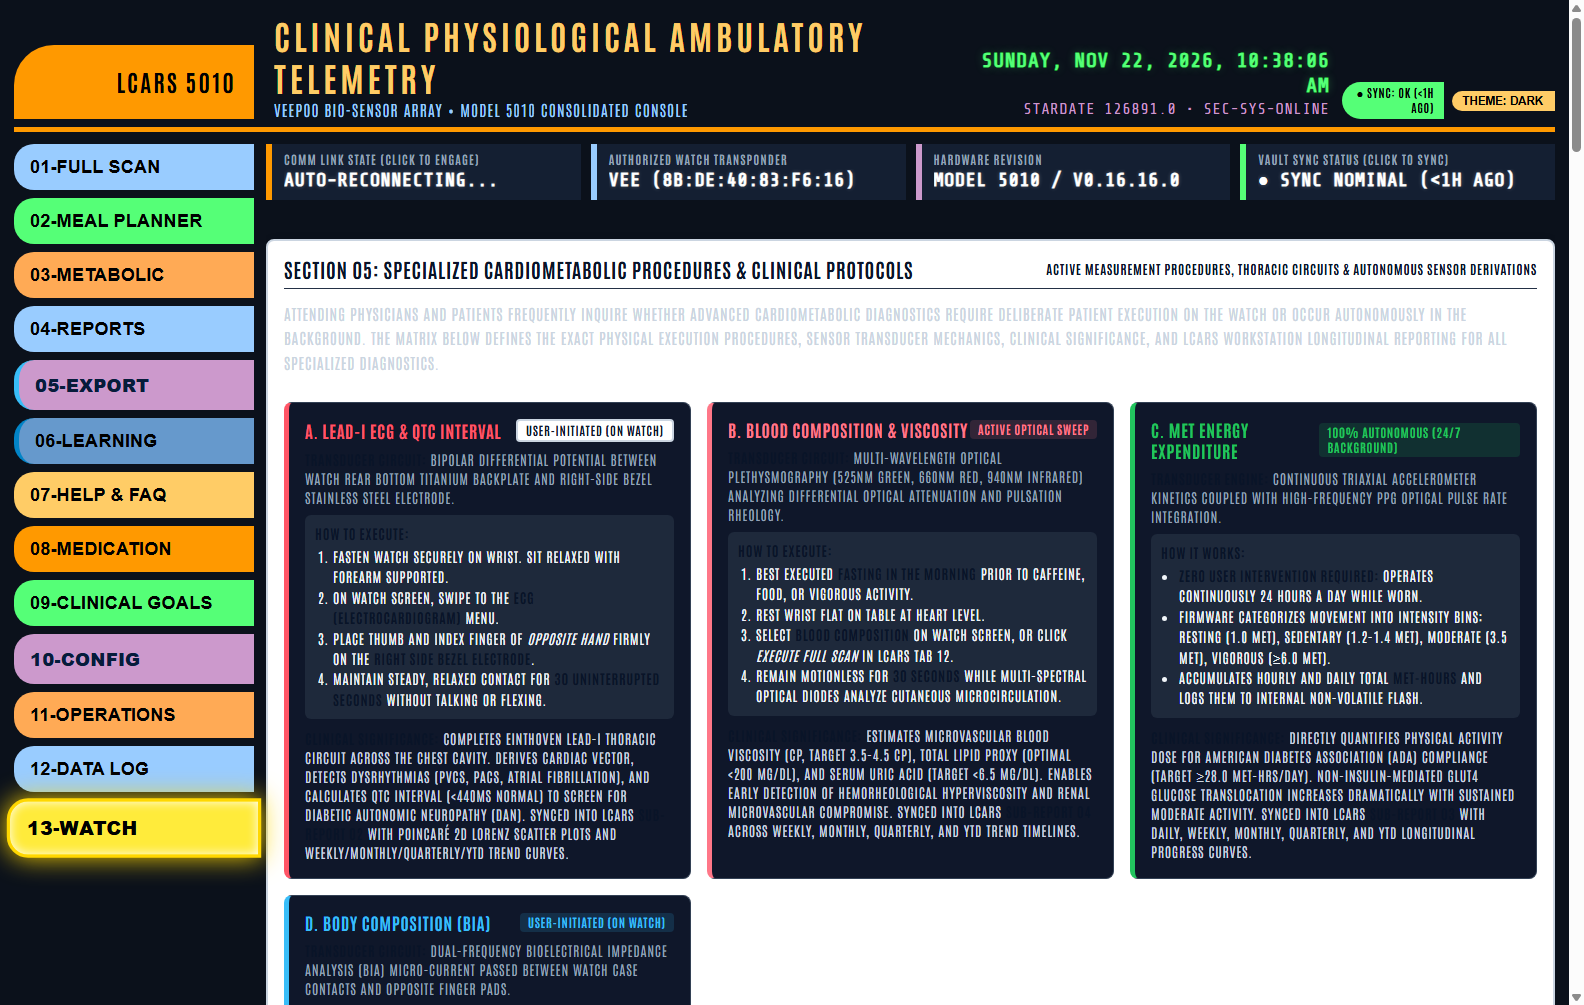 LCARS 5010
CLINICAL PHYSIOLOGICAL AMBULATORY
TELEMETRY
VEEPOO BIO-SENSOR ARRAY • MODEL 5010 CONSOLIDATED CONSOLE
SUNDAY, NOV 22, 2026, 10:38:06
AM
STARDATE 126891.0 · SEC-SYS-ONLINE
● SYNC: OK (<1H
AGO)
THEME: DARK
01-FULL SCAN
02-MEAL PLANNER
03-METABOLIC
04-REPORTS
05-EXPORT
06-LEARNING
07-HELP & FAQ
08-MEDICATION
09-CLINICAL GOALS
10-CONFIG
11-OPERATIONS
12-DATA LOG
13-WATCH
COMM LINK STATE (CLICK TO ENGAGE)
AUTO-RECONNECTING...
AUTHORIZED WATCH TRANSPONDER
VEE (8B:DE:40:83:F6:16)
HARDWARE REVISION
MODEL 5010 / V0.16.16.0
VAULT SYNC STATUS (CLICK TO SYNC)
● SYNC NOMINAL (<1H AGO)
SECTION 05: SPECIALIZED CARDIOMETABOLIC PROCEDURES & CLINICAL PROTOCOLS
ACTIVE MEASUREMENT PROCEDURES, THORACIC CIRCUITS & AUTONOMOUS SENSOR DERIVATIONS
ATTENDING PHYSICIANS AND PATIENTS FREQUENTLY INQUIRE WHETHER ADVANCED CARDIOMETABOLIC DIAGNOSTICS REQUIRE DELIBERATE PATIENT EXECUTION ON THE WATCH OR OCCUR AUTONOMOUSLY IN THE
BACKGROUND. THE MATRIX BELOW DEFINES THE EXACT PHYSICAL EXECUTION PROCEDURES, SENSOR TRANSDUCER MECHANICS, CLINICAL SIGNIFICANCE, AND LCARS WORKSTATION LONGITUDINAL REPORTING FOR ALL
SPECIALIZED DIAGNOSTICS.
A. LEAD-I ECG & QTC INTERVAL
USER-INITIATED (ON WATCH)
BIPOLAR DIFFERENTIAL POTENTIAL BETWEEN
WATCH REAR BOTTOM TITANIUM BACKPLATE AND RIGHT-SIDE BEZEL
STAINLESS STEEL ELECTRODE.
HOW TO EXECUTE:
1. FASTEN WATCH SECURELY ON WRIST. SIT RELAXED WITH
FOREARM SUPPORTED.
2. ON WATCH SCREEN, SWIPE TO THE ECG
(ELECTROCARDIOGRAM) MENU.
3. PLACE THUMB AND INDEX FINGER OF OPPOSITE HAND FIRMLY
ON THE RIGHT SIDE BEZEL ELECTRODE.
4. MAINTAIN STEADY, RELAXED CONTACT FOR 30 UNINTERRUPTED
SECONDS WITHOUT TALKING OR FLEXING.
COMPLETES EINTHOVEN LEAD-I THORACIC
CIRCUIT ACROSS THE CHEST CAVITY. DERIVES CARDIAC VECTOR,
DETECTS DYSRHYTHMIAS (PVCS, PACS, ATRIAL FIBRILLATION), AND
CALCULATES QTC INTERVAL (<440MS NORMAL) TO SCREEN FOR
DIABETIC AUTONOMIC NEUROPATHY (DAN). SYNCED INTO LCARS
WITH POINCARÉ 2D LORENZ SCATTER PLOTS AND
WEEKLY/MONTHLY/QUARTERLY/YTD TREND CURVES.
B. BLOOD COMPOSITION & VISCOSITY
ACTIVE OPTICAL SWEEP
MULTI-WAVELENGTH OPTICAL
PLETHYSMOGRAPHY (525NM GREEN, 660NM RED, 940NM INFRARED)
ANALYZING DIFFERENTIAL OPTICAL ATTENUATION AND PULSATION
RHEOLOGY.
HOW TO EXECUTE:
1. BEST EXECUTED FASTING IN THE MORNING PRIOR TO CAFFEINE,
FOOD, OR VIGOROUS ACTIVITY.
2. REST WRIST FLAT ON TABLE AT HEART LEVEL.
3. SELECT BLOOD COMPOSITION ON WATCH SCREEN, OR CLICK
EXECUTE FULL SCAN IN LCARS TAB 12.
4. REMAIN MOTIONLESS FOR 30 SECONDS WHILE MULTI-SPECTRAL
OPTICAL DIODES ANALYZE CUTANEOUS MICROCIRCULATION.
ESTIMATES MICROVASCULAR BLOOD
VISCOSITY (CP, TARGET 3.5-4.5 CP), TOTAL LIPID PROXY (OPTIMAL
<200 MG/DL), AND SERUM URIC ACID (TARGET <6.5 MG/DL). ENABLES
EARLY DETECTION OF HEMORHEOLOGICAL HYPERVISCOSITY AND RENAL
MICROVASCULAR COMPROMISE. SYNCED INTO LCARS
ACROSS WEEKLY, MONTHLY, QUARTERLY, AND YTD TREND TIMELINES.
C. MET ENERGY
EXPENDITURE
100% AUTONOMOUS (24/7
BACKGROUND)
CONTINUOUS TRIAXIAL ACCELEROMETER
KINETICS COUPLED WITH HIGH-FREQUENCY PPG OPTICAL PULSE RATE
INTEGRATION.
HOW IT WORKS:
• ZERO USER INTERVENTION REQUIRED: OPERATES
CONTINUOUSLY 24 HOURS A DAY WHILE WORN.
• FIRMWARE CATEGORIZES MOVEMENT INTO INTENSITY BINS:
RESTING (1.0 MET), SEDENTARY (1.2-1.4 MET), MODERATE (3.5
MET), VIGOROUS (≥6.0 MET).
• ACCUMULATES HOURLY AND DAILY TOTAL MET-HOURS AND
LOGS THEM TO INTERNAL NON-VOLATILE FLASH.
DIRECTLY QUANTIFIES PHYSICAL ACTIVITY
DOSE FOR AMERICAN DIABETES ASSOCIATION (ADA) COMPLIANCE
(TARGET ≥28.0 MET-HRS/DAY). NON-INSULIN-MEDIATED GLUT4
GLUCOSE TRANSLOCATION INCREASES DRAMATICALLY WITH SUSTAINED
MODERATE ACTIVITY. SYNCED INTO LCARS WITH
DAILY, WEEKLY, MONTHLY, QUARTERLY, AND YTD LONGITUDINAL
PROGRESS CURVES.
D. BODY COMPOSITION (BIA)
USER-INITIATED (ON WATCH)
DUAL-FREQUENCY BIOELECTRICAL IMPEDANCE
ANALYSIS (BIA) MICRO-CURRENT PASSED BETWEEN WATCH CASE
CONTACTS AND OPPOSITE FINGER PADS.